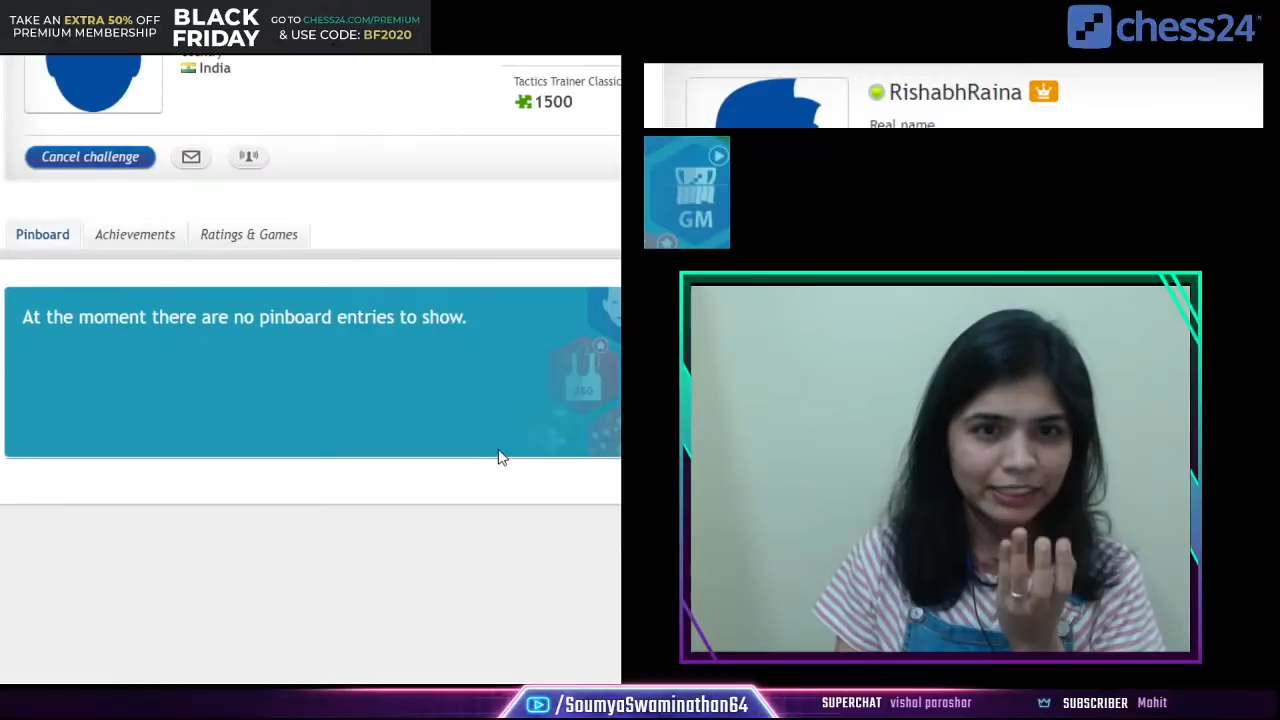 TAKE AN EXTRA 50% OFF
PREMIUM MEMBERSHIP
BLACK
FRIDAY
GO TO CHESS24.COM/PREMIUM
& USE CODE: BF2020
chess24
India
Tactics Trainer Classic
1500
Cancel challenge
RishabhRaina
Real name
GM
Pinboard
Achievements
Ratings & Games
At the moment there are no pinboard entries to show.
350
/SoumyaSwaminathan64
SUPERCHAT vishal parashar
SUBSCRIBER Mohit